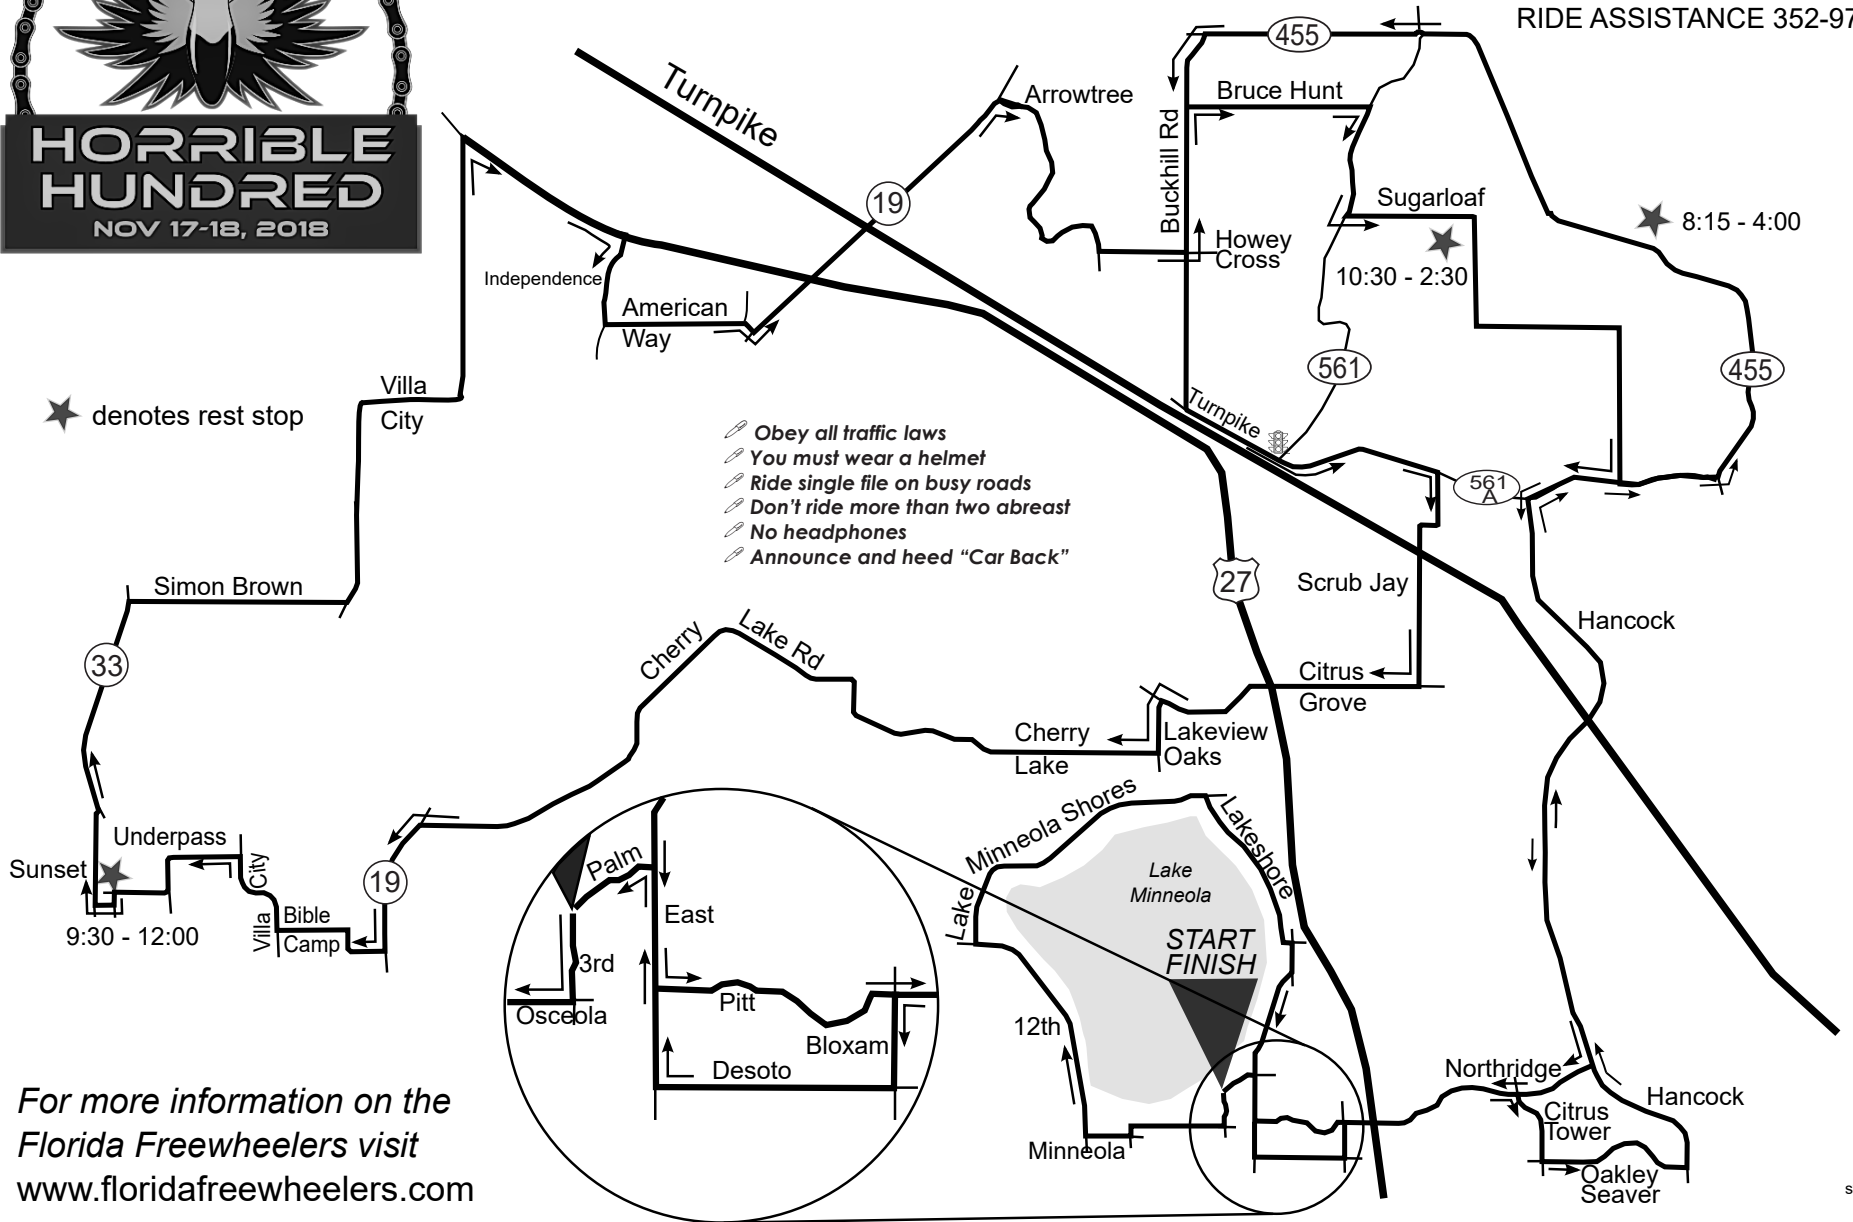 RIDE ASSISTANCE 352-97
HORRIBLE
HUNDRED
NOV 17-18, 2018
455
Turnpike
Arrowtree
Bruce Hunt
Buckhill Rd
19
Sugarloaf
8:15 - 4:00
Howey
Cross
10:30 - 2:30
Independence
American
Way
561
455
Villa
City
denotes rest stop
Turnpike
Obey all traffic laws
You must wear a helmet
Ride single file on busy roads
Don't ride more than two abreast
No headphones
Announce and heed “Car Back”
561
A
27
Scrub Jay
Simon Brown
Hancock
33
Cherry
Lake Rd
Citrus
Grove
Cherry
Lake
Lakeview
Oaks
Underpass
Sunset
City
Villa
Bible
Camp
19
9:30 - 12:00
Minneola Shores
Lakeshore
Lake
Lake
Minneola
START
FINISH
12th
Minneola
Palm
East
3rd
Osceola
Pitt
Bloxam
Desoto
Northridge
Hancock
Citrus
Tower
Oakley
Seaver
For more information on the
Florida Freewheelers visit
www.floridafreewheelers.com
s